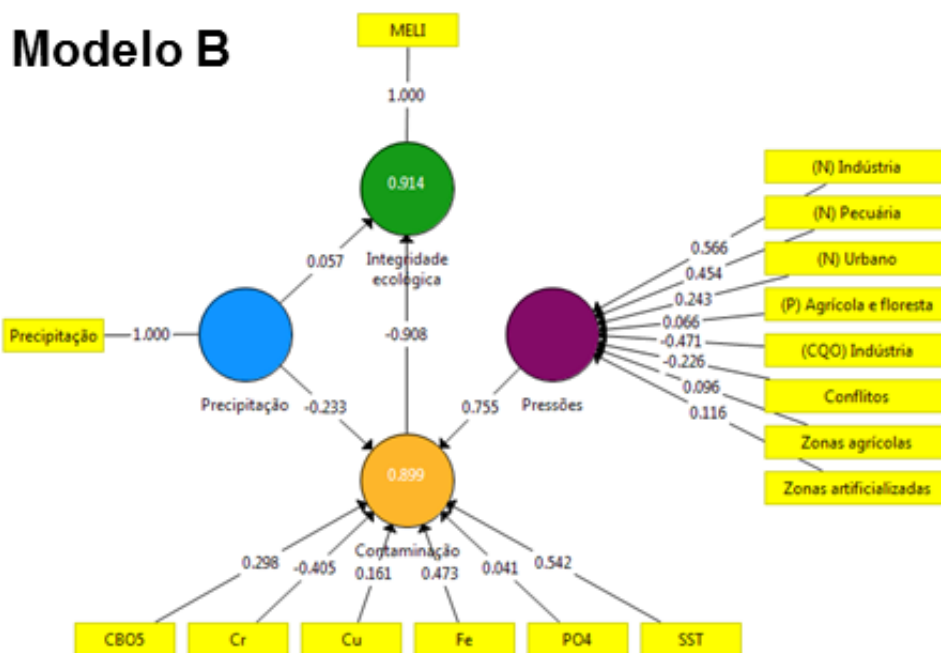 Modelo B
MELI
1.000
0.914
Integridade
ecológica
0.057
-0.908
Precipitação
1.000
Precipitação
-0.233
0.755
Pressões
0.899
Contaminação
(N) Indústria
(N) Pecuária
(N) Urbano
(P) Agrícola e floresta
(CQO) Indústria
Conflitos
Zonas agrícolas
Zonas artificializadas
0.566
0.454
0.243
0.066
-0.471
-0.226
0.096
0.116
0.298
-0.405
0.161
0.473
0.041
0.542
CBO5
Cr
Cu
Fe
PO4
SST